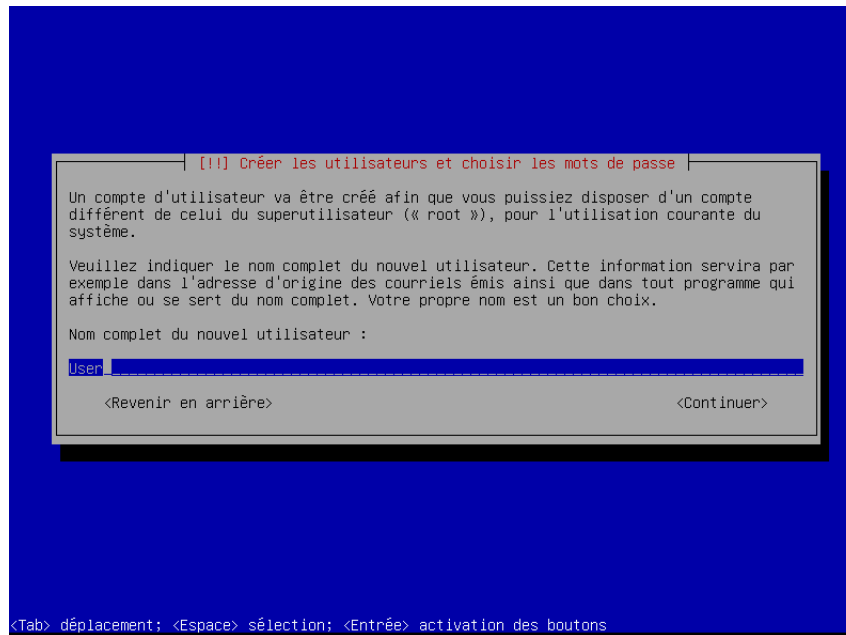 [!!] Créer les utilisateurs et choisir les mots de passe
Un compte d'utilisateur va être créé afin que vous puissiez disposer d'un compte
différent de celui du superutilisateur (« root »), pour l'utilisation courante du
système.
Veuillez indiquer le nom complet du nouvel utilisateur. Cette information servira par
exemple dans l'adresse d'origine des courriels émis ainsi que dans tout programme qui
affiche ou se sert du nom complet. Votre propre nom est un bon choix.
Nom complet du nouvel utilisateur :
User
<Revenir en arrière> <Continuer>
<Tab> déplacement; <Espace> sélection; <Entrée> activation des boutons